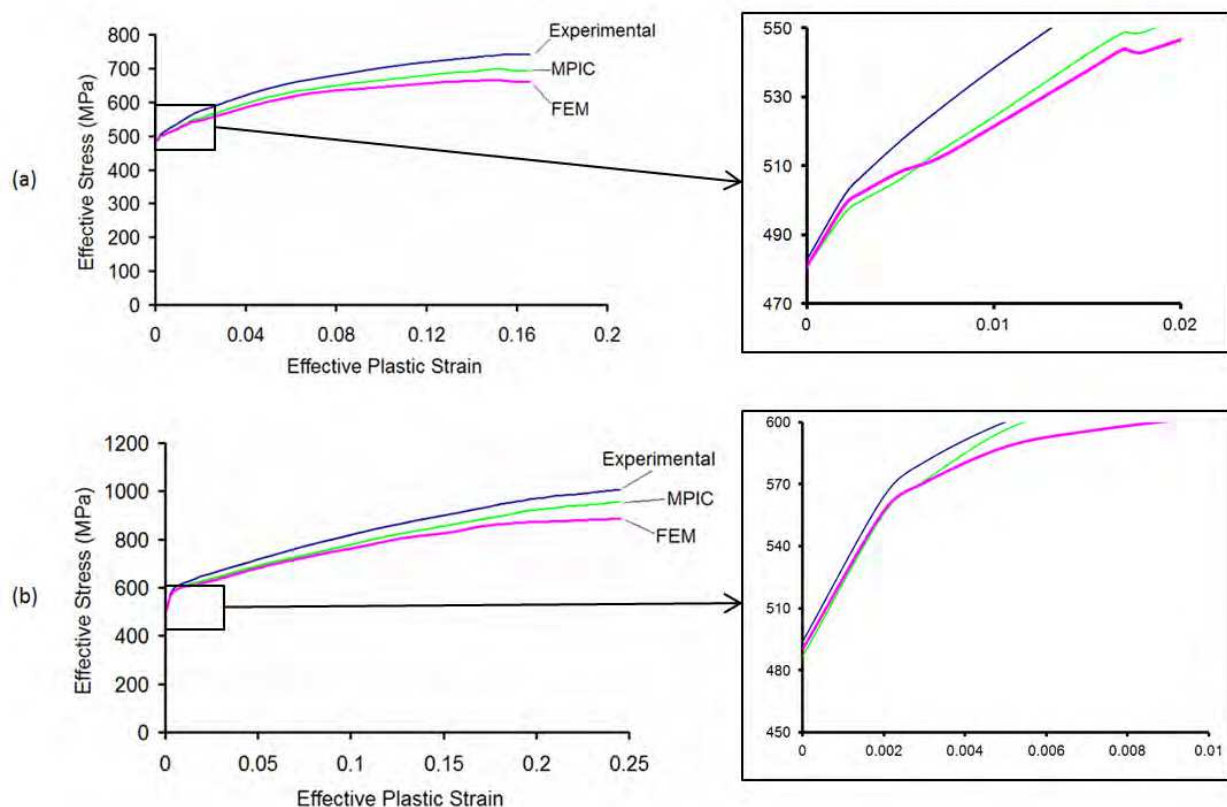 (a)
Effective Stress (MPa)
800
700
600
500
400
300
200
100
0
0 0.04 0.08 0.12 0.16 0.2
Effective Plastic Strain
Experimental
MPIC
FEM
550
530
510
490
470
0 0.01 0.02
(b)
Effective Stress (MPa)
1200
1000
800
600
400
200
0
0 0.05 0.1 0.15 0.2 0.25
Effective Plastic Strain
Experimental
MPIC
FEM
600
570
540
510
480
450
0 0.002 0.004 0.006 0.008 0.01